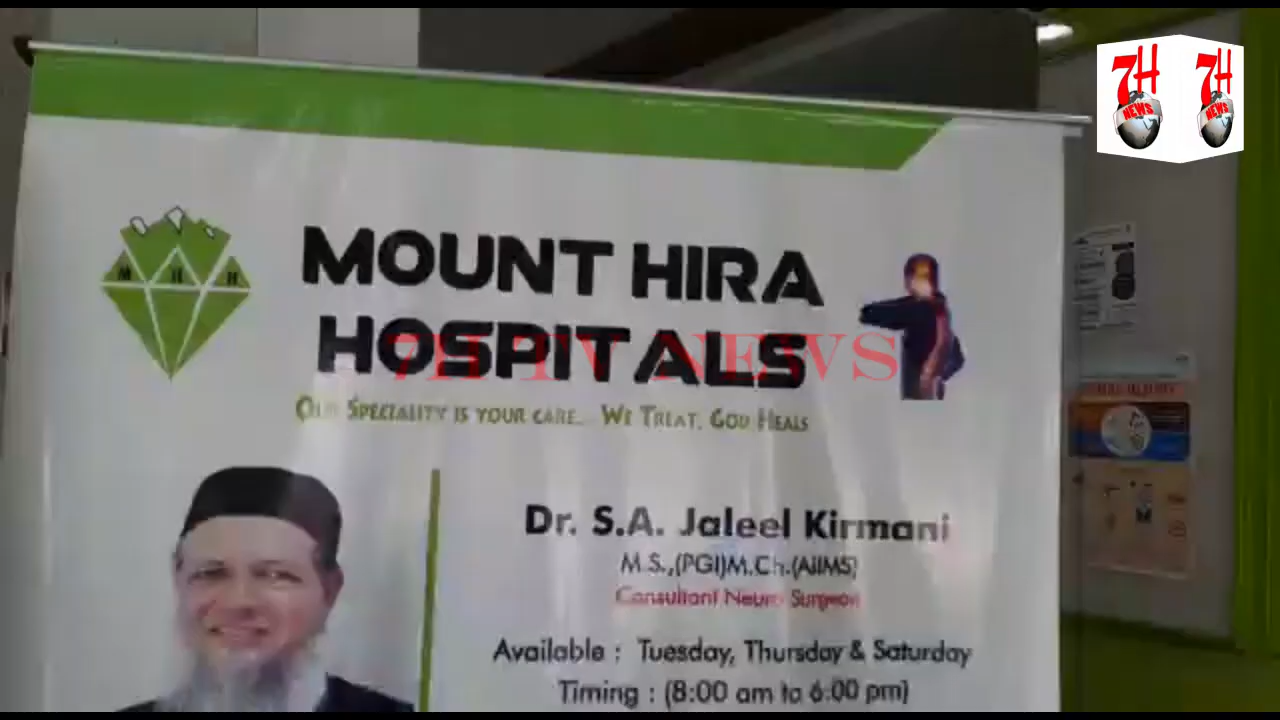 7H
NEWS
7H
NEWS
M H H
MOUNT HIRA
HOSPITALS
7H TV NEWS
OUR SPECIALITY IS YOUR CARE... WE TREAT, GOD HEALS
Dr. S.A. Jaleel Kirmani
M.S.,(PGI)M.Ch.(AIIMS)
Consultant Neuro Surgeon
Available : Tuesday, Thursday & Saturday
Timing : (8:00 am to 6:00 pm)